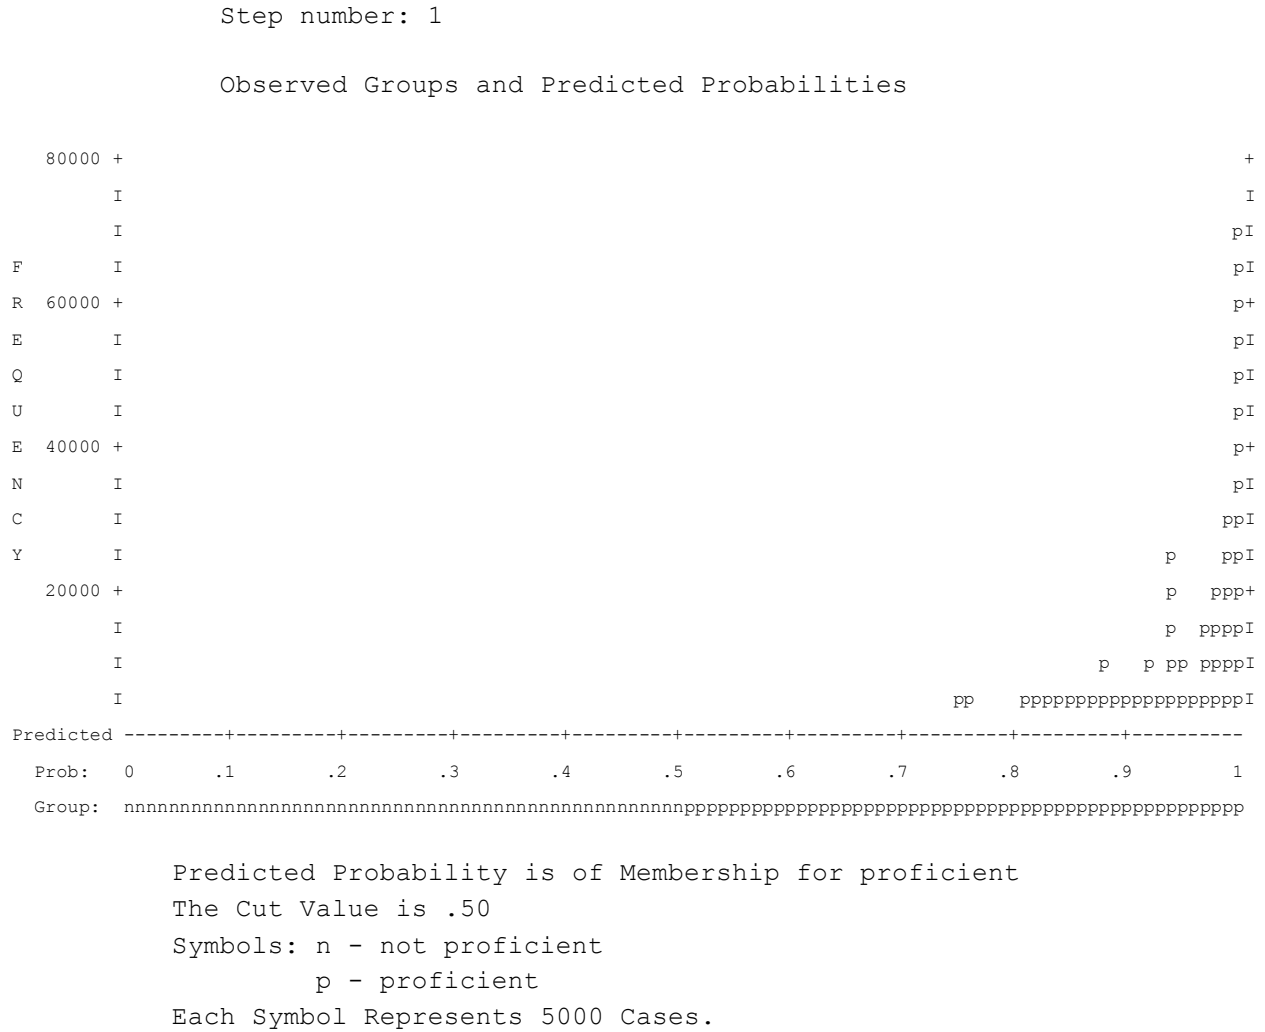 Step number: 1
Observed Groups and Predicted Probabilities
80000 + +
I I
I pI
F I pI
R 60000 + p+
E I pI
Q I pI
U I pI
E 40000 + p+
N I pI
C I ppI
Y I p ppI
20000 + p ppp+
I p ppppI
I p p pp ppppI
I pp ppppppppppppppppppppI
Predicted ---------+---------+---------+---------+---------+---------+---------+---------+---------+----------
Prob: 0 .1 .2 .3 .4 .5 .6 .7 .8 .9 1
Group: nnnnnnnnnnnnnnnnnnnnnnnnnnnnnnnnnnnnnnnnnnnnnnnnnnpppppppppppppppppppppppppppppppppppppppppppppppppp
Predicted Probability is of Membership for proficient
The Cut Value is .50
Symbols: n - not proficient
p - proficient
Each Symbol Represents 5000 Cases.